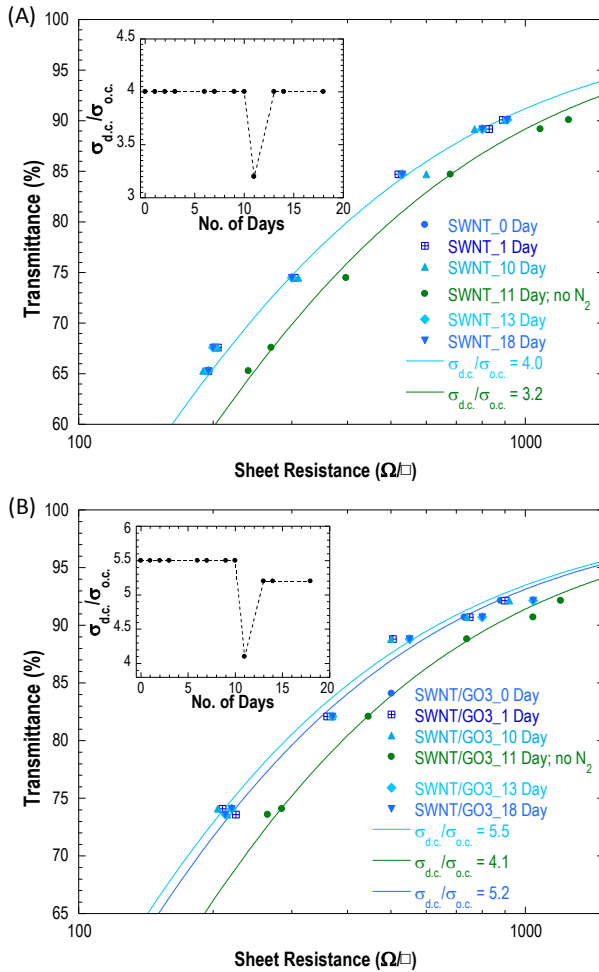 (A)
4.5
4
3.5
3
σd.c./σo.c.
0 5 10 15 20
No. of Days
100
95
90
85
80
75
70
65
60
Transmittance (%)
SWNT_0 Day
SWNT_1 Day
SWNT_10 Day
SWNT_11 Day; no N2
SWNT_13 Day
SWNT_18 Day
σd.c./σo.c. = 4.0
σd.c./σo.c. = 3.2
100 1000
Sheet Resistance (Ω/□)
(B)
6
5.5
5
4.5
4
σd.c./σo.c.
0 5 10 15 20
No. of Days
100
95
90
85
80
75
70
65
Transmittance (%)
SWNT/GO3_0 Day
SWNT/GO3_1 Day
SWNT/GO3_10 Day
SWNT/GO3_11 Day; no N2
SWNT/GO3_13 Day
SWNT/GO3_18 Day
σd.c./σo.c. = 5.5
σd.c./σo.c. = 4.1
σd.c./σo.c. = 5.2
100 1000
Sheet Resistance (Ω/□)